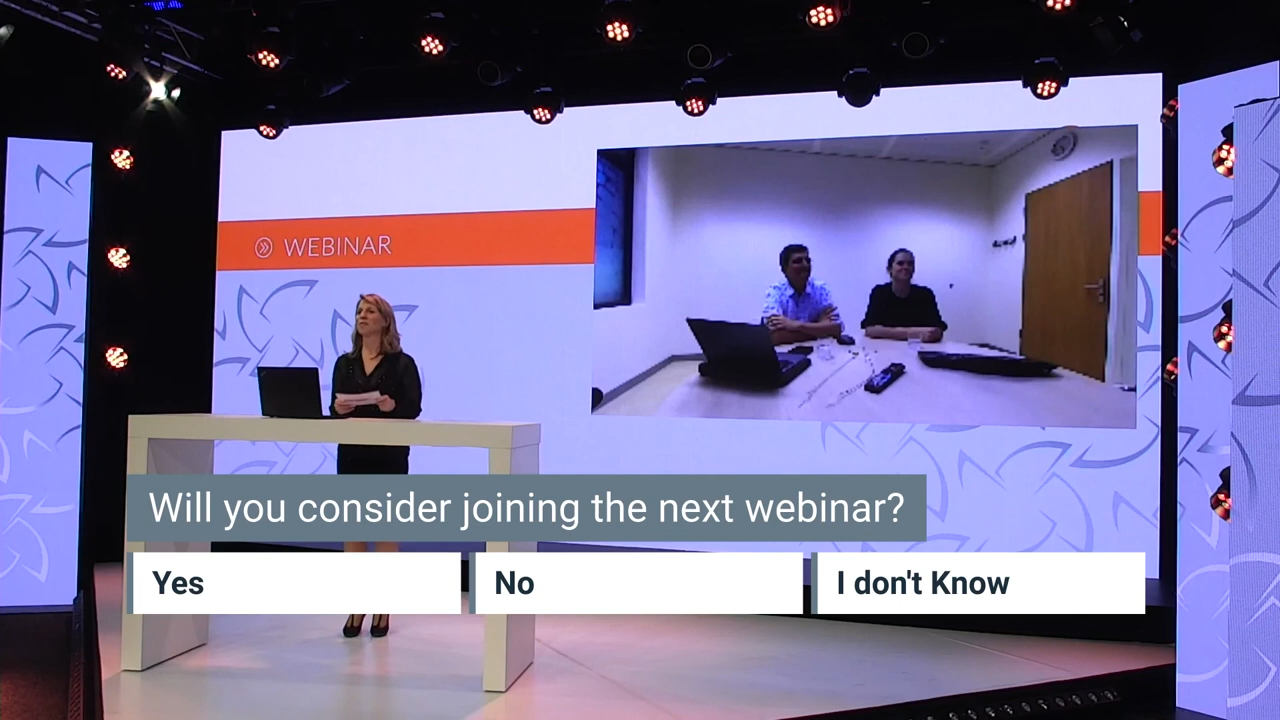 WEBINAR
Will you consider joining the next webinar?
Yes
No
I don't Know